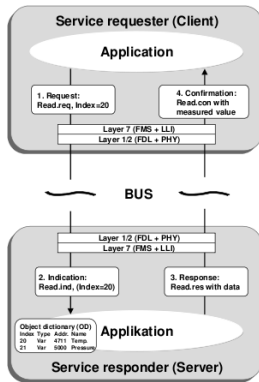 Service requester (Client)
Application
1. Request:
Read.req, Index=20
4. Confirmation:
Read.con with
measured value
Layer 7 (FMS + LLI)
Layer 1/2 (FDL + PHY)
BUS
Layer 1/2 (FDL + PHY)
Layer 7 (FMS + LLI)
2. Indication:
Read.ind, (Index=20)
3. Response:
Read.res with data
Object dictionary (OD)
Index Type Addr. Name
20 Var 4711 Temp.
21 Var 5000 Pressure
Applikation
Service responder (Server)